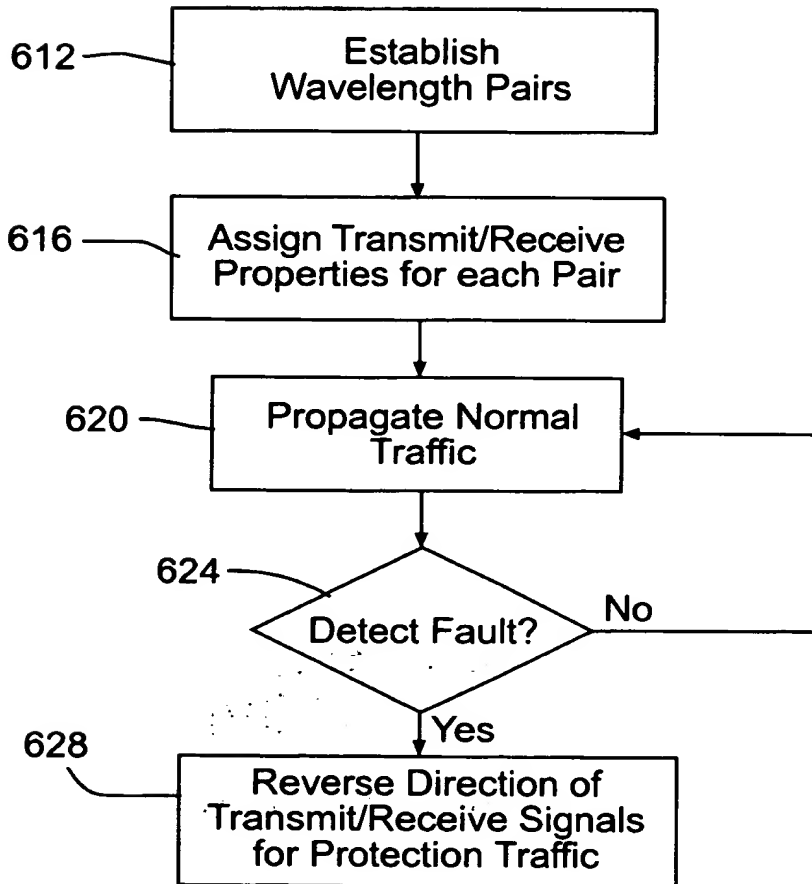 612
Establish
Wavelength Pairs
616
Assign Transmit/Receive
Properties for each Pair
620
Propagate Normal
Traffic
624
Detect Fault?
No
Yes
628
Reverse Direction of
Transmit/Receive Signals
for Protection Traffic